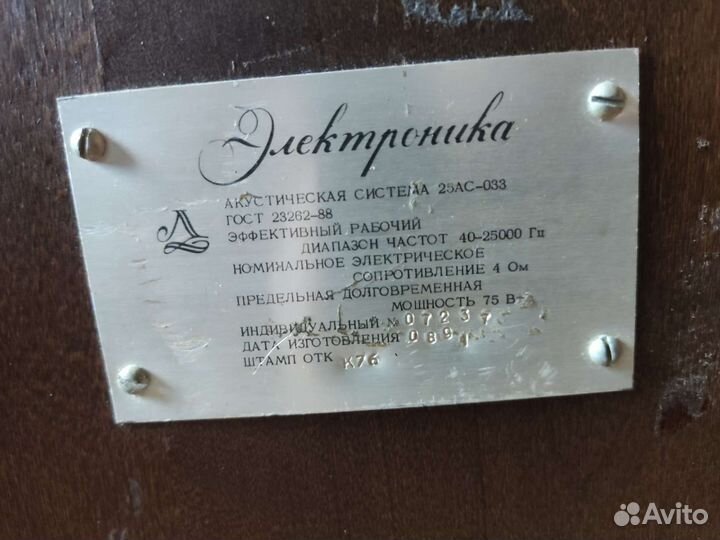 Электроника
АКУСТИЧЕСКАЯ СИСТЕМА 25АС-033
ГОСТ 23262-88
ЭФФЕКТИВНЫЙ РАБОЧИЙ
ДИАПАЗОН ЧАСТОТ 40-25000 Гц
НОМИНАЛЬНОЕ ЭЛЕКТРИЧЕСКОЕ
СОПРОТИВЛЕНИЕ 4 Ом
ПРЕДЕЛЬНАЯ ДОЛГОВРЕМЕННАЯ
МОЩНОСТЬ 75 Вт
ИНДИВИДУАЛЬНЫЙ №
ДАТА ИЗГОТОВЛЕНИЯ
ШТАМП ОТК К76
Avito